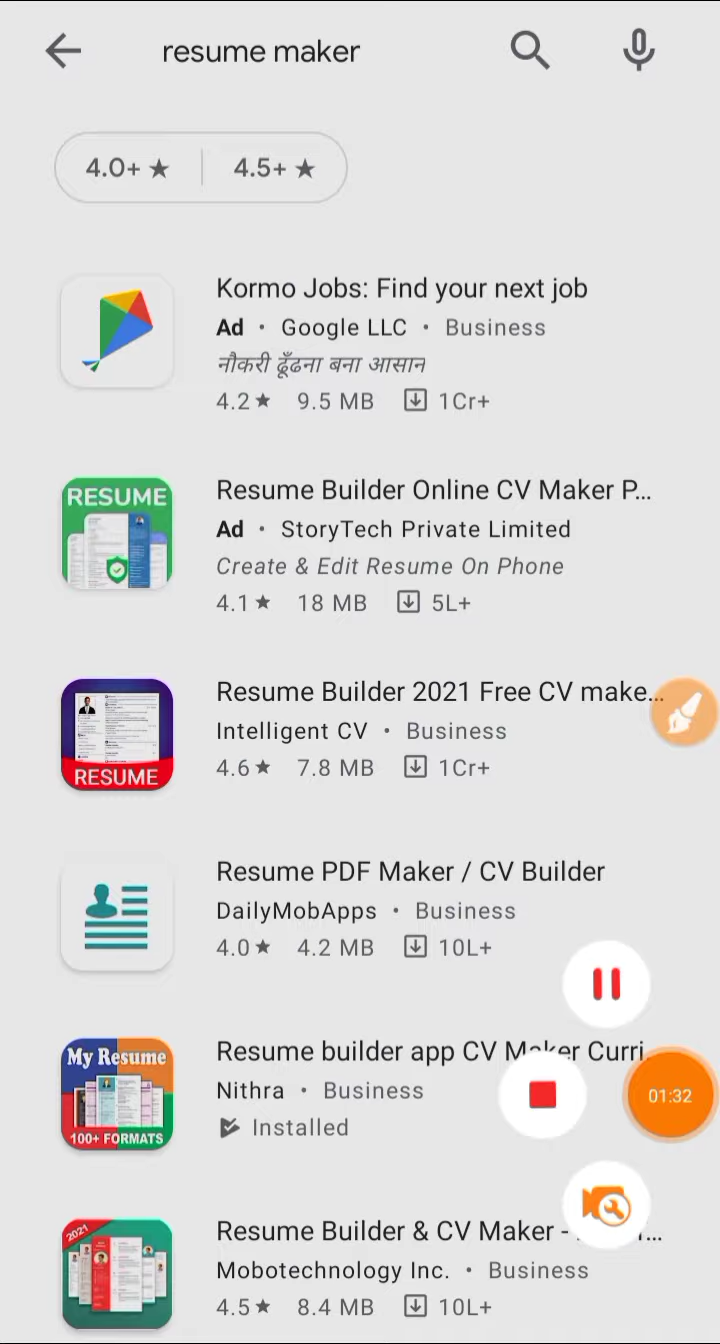 resume maker
4.0+ ★ 4.5+ ★
Kormo Jobs: Find your next job
Ad • Google LLC • Business
नौकरी ढूँढना बना आसान
4.2★ 9.5 MB 1Cr+
RESUME
Resume Builder Online CV Maker P...
Ad • StoryTech Private Limited
Create & Edit Resume On Phone
4.1★ 18 MB 5L+
Resume Builder 2021 Free CV make...
Intelligent CV • Business
4.6★ 7.8 MB 1Cr+
RESUME
Resume PDF Maker / CV Builder
DailyMobApps • Business
4.0★ 4.2 MB 10L+
My Resume
100+ FORMATS
Resume builder app CV Maker Curri
Nithra • Business
Installed
01:32
2021
Resume Builder & CV Maker -
Mobotechnology Inc. • Business
4.5★ 8.4 MB 10L+